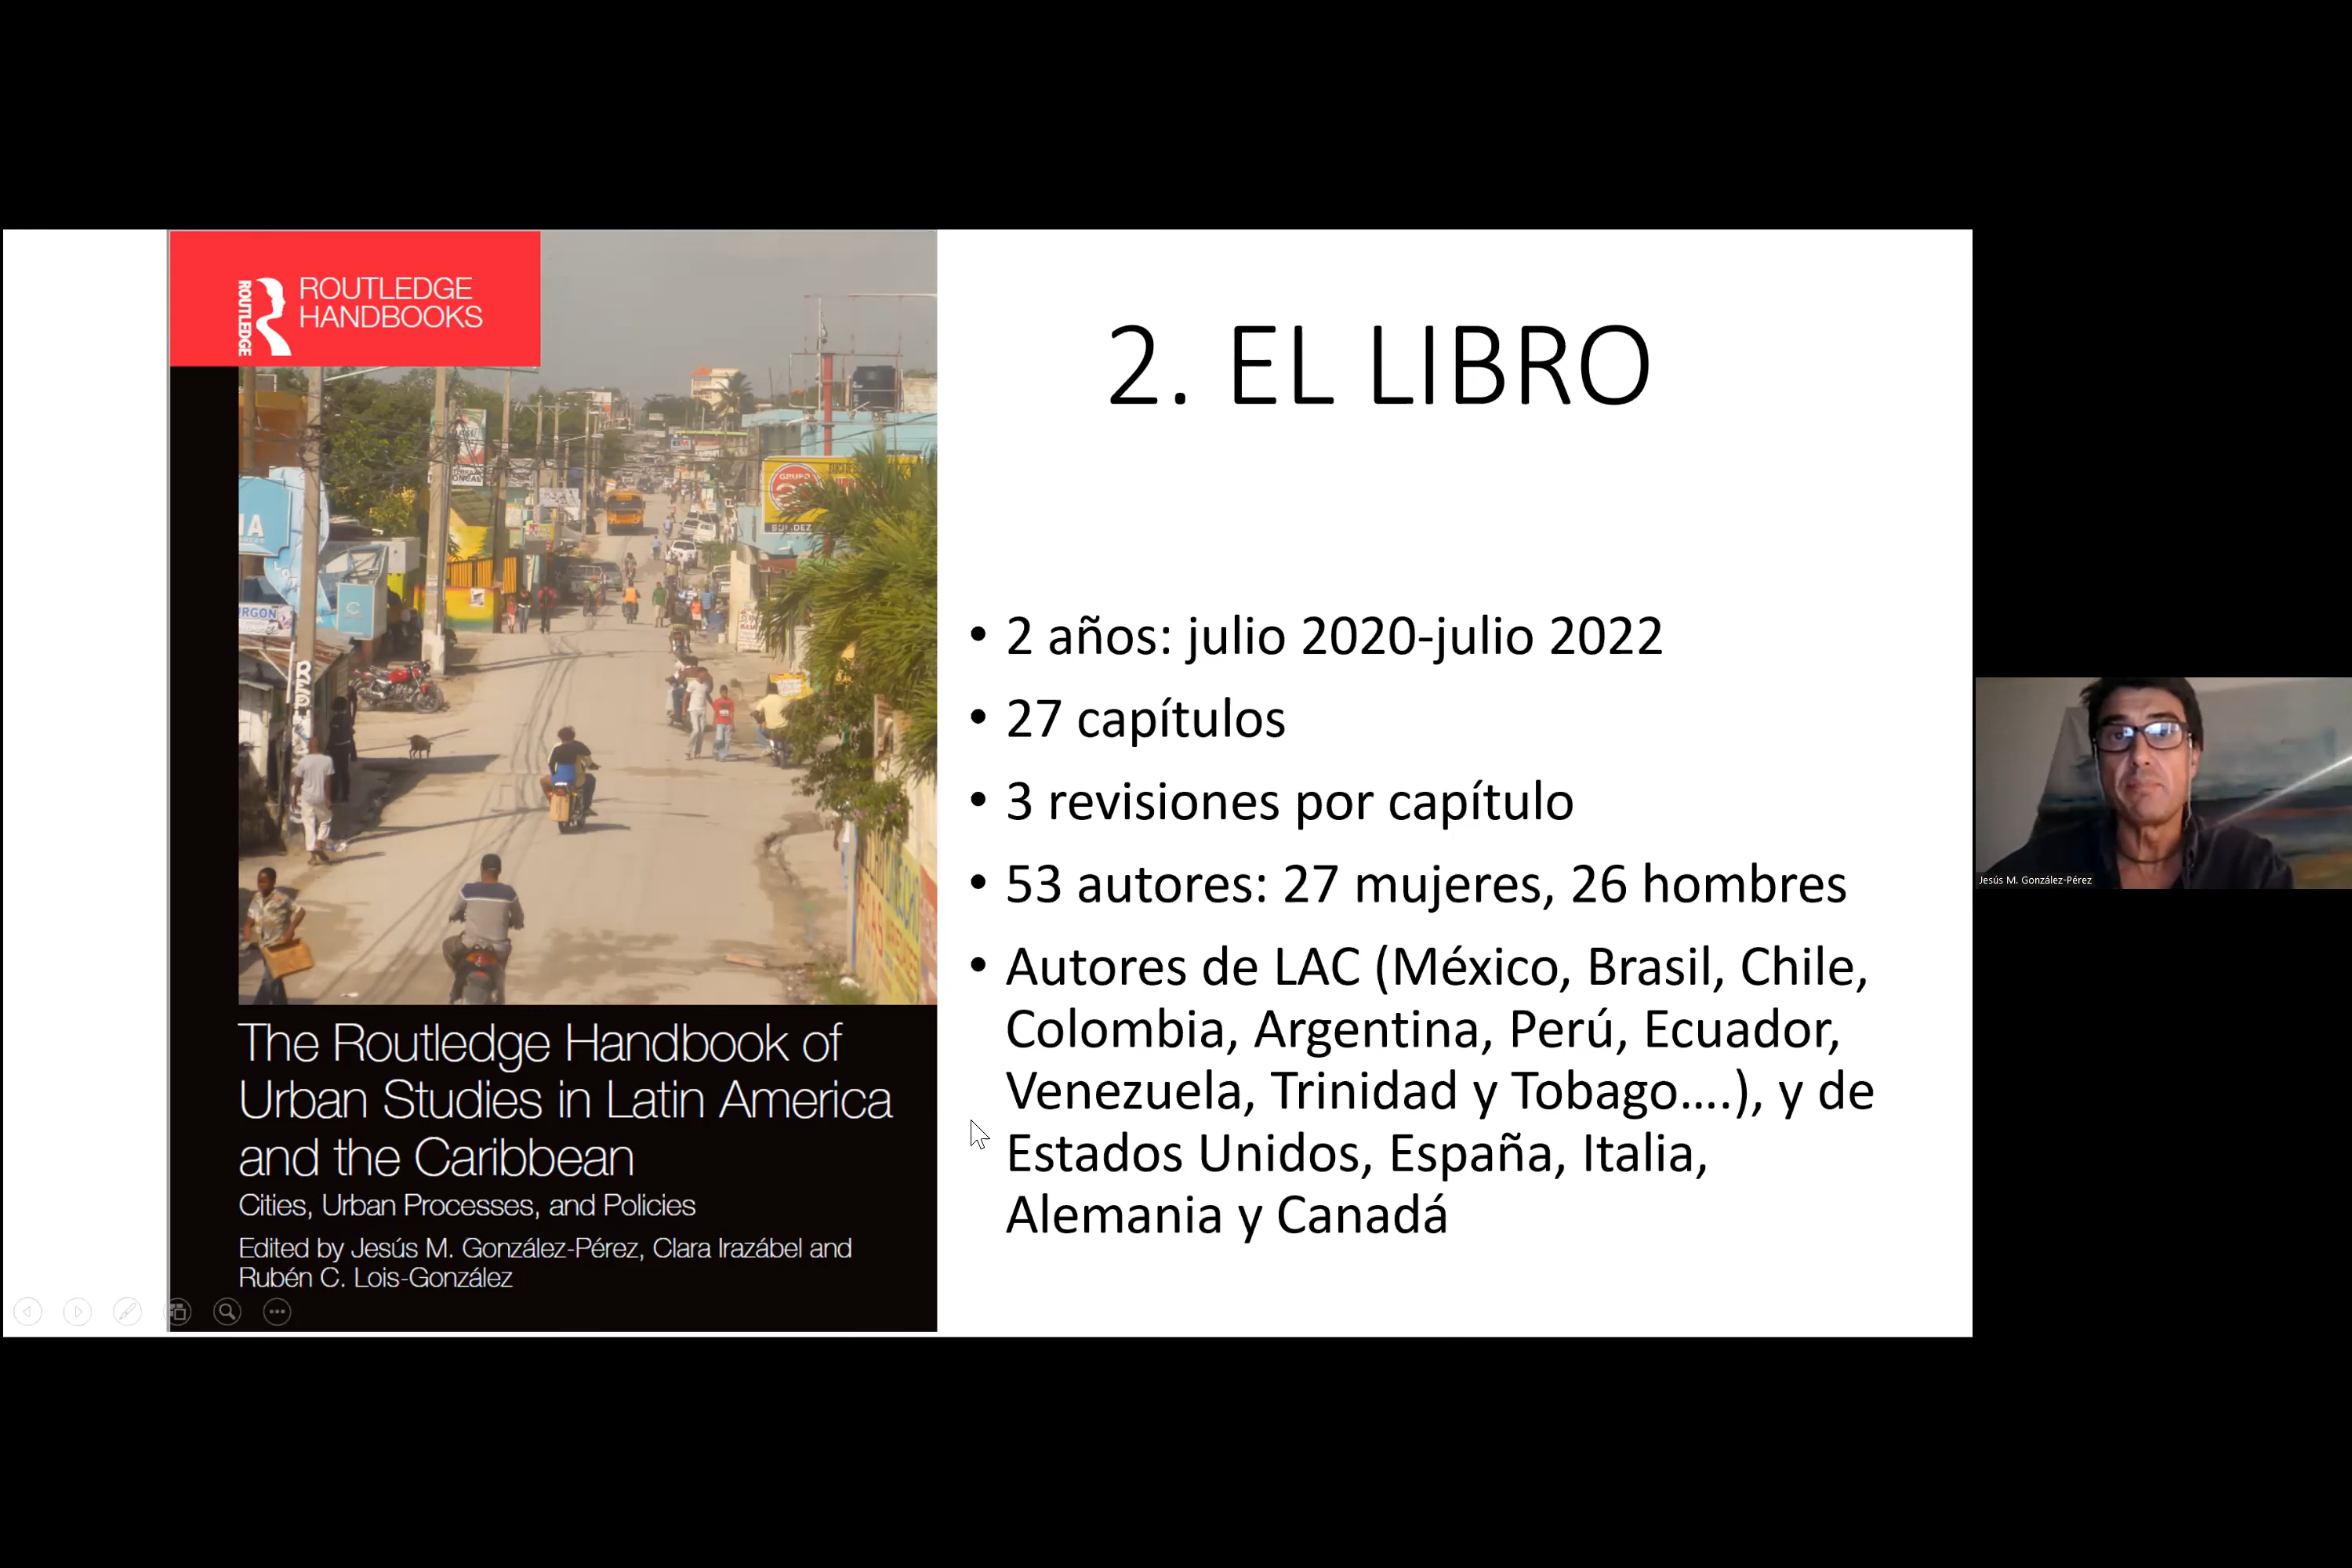 ROUTLEDGE
ROUTLEDGE
HANDBOOKS
GRUPO
The Routledge Handbook of
Urban Studies in Latin America
and the Caribbean
Cities, Urban Processes, and Policies
Edited by Jesús M. González-Pérez, Clara Irazábel and
Rubén C. Lois-González
2. EL LIBRO
• 2 años: julio 2020-julio 2022
• 27 capítulos
• 3 revisiones por capítulo
• 53 autores: 27 mujeres, 26 hombres
• Autores de LAC (México, Brasil, Chile,
Colombia, Argentina, Perú, Ecuador,
Venezuela, Trinidad y Tobago....), y de
Estados Unidos, España, Italia,
Alemania y Canadá
Jesús M. González-Pérez